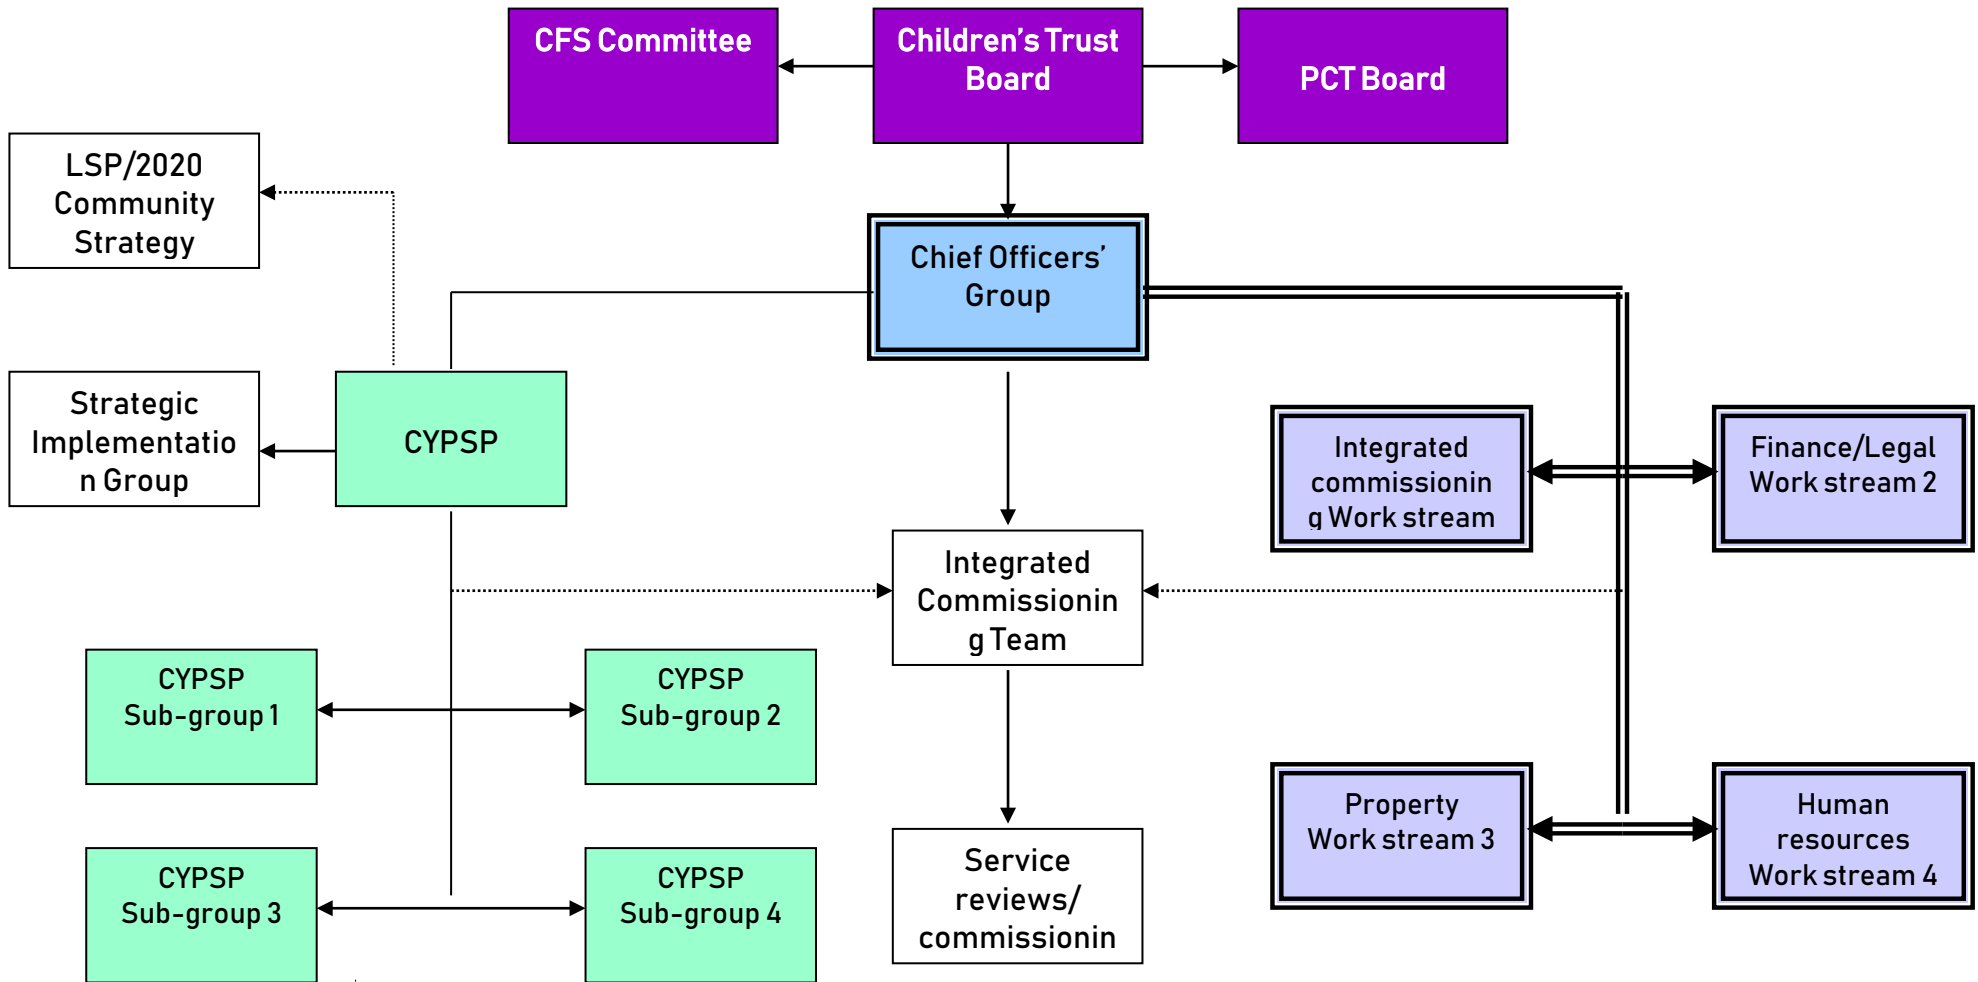 CFS Committee
Children's Trust
Board
PCT Board
LSP/2020
Community
Strategy
Chief Officers'
Group
Strategic
Implementatio
n Group
CYPSP
Integrated
commissionin
g Work stream
Finance/Legal
Work stream 2
Integrated
Commissionin
g Team
CYPSP
Sub-group 1
CYPSP
Sub-group 2
Property
Work stream 3
Human
resources
Work stream 4
CYPSP
Sub-group 3
CYPSP
Sub-group 4
Service
reviews/
commissionin